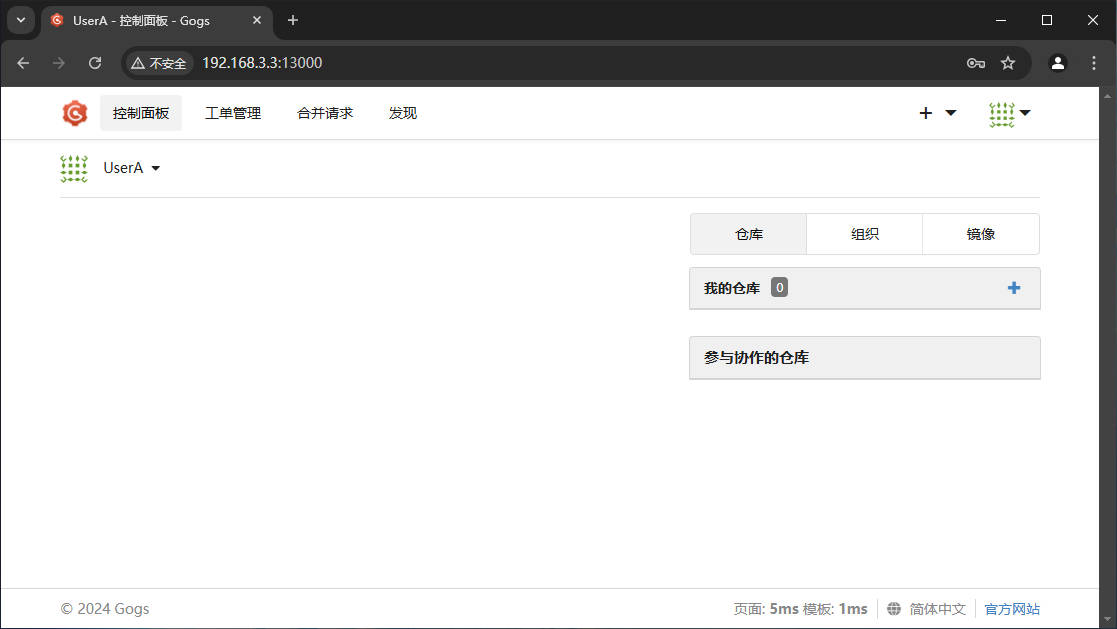 UserA - 控制面板 - Gogs
不安全 192.168.3.3:13000
控制面板 工单管理 合并请求 发现
UserA
仓库 组织 镜像
我的仓库 0
参与协作的仓库
© 2024 Gogs 页面: 5ms 模板: 1ms 简体中文 官方网站